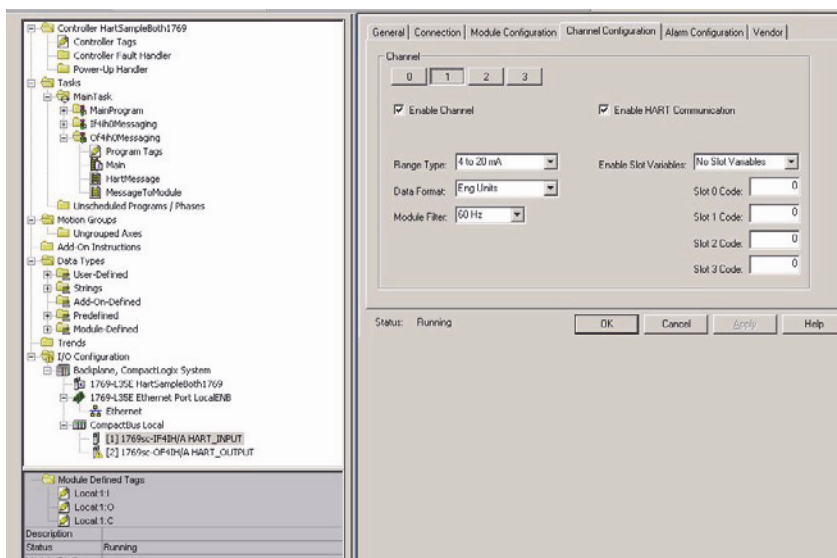 Controller HartSampleBoth1769
Controller Tags
Controller Fault Handler
Power-Up Handler
Tasks
MainTask
MainProgram
If4ih0Messaging
Of4ih0Messaging
Program Tags
Main
HartMessage
MessageToModule
Unscheduled Programs / Phases
Motion Groups
Ungrouped Axes
Add-On Instructions
Data Types
User-Defined
Strings
Add-On-Defined
Predefined
Module-Defined
Trends
I/O Configuration
Backplane, CompactLogix System
1769-L35E HartSampleBoth1769
1769-L35E Ethernet Port LocalENB
Ethernet
CompactBus Local
[1] 1769sc-IF4IH/A HART_INPUT
[2] 1769sc-OF4IH/A HART_OUTPUT
Module Defined Tags
Local:1:I
Local:1:O
Local:1:C
Description
Status Running
General Connection Module Configuration Channel Configuration Alarm Configuration Vendor
Channel
0 1 2 3
Enable Channel Enable HART Communication
Range Type: 4 to 20 mA Enable Slot Variables: No Slot Variables
Data Format: Eng Units Slot 0 Code: 0
Module Filter: 60 Hz Slot 1 Code: 0
Slot 2 Code: 0
Slot 3 Code: 0
Status: Running OK Cancel Apply Help